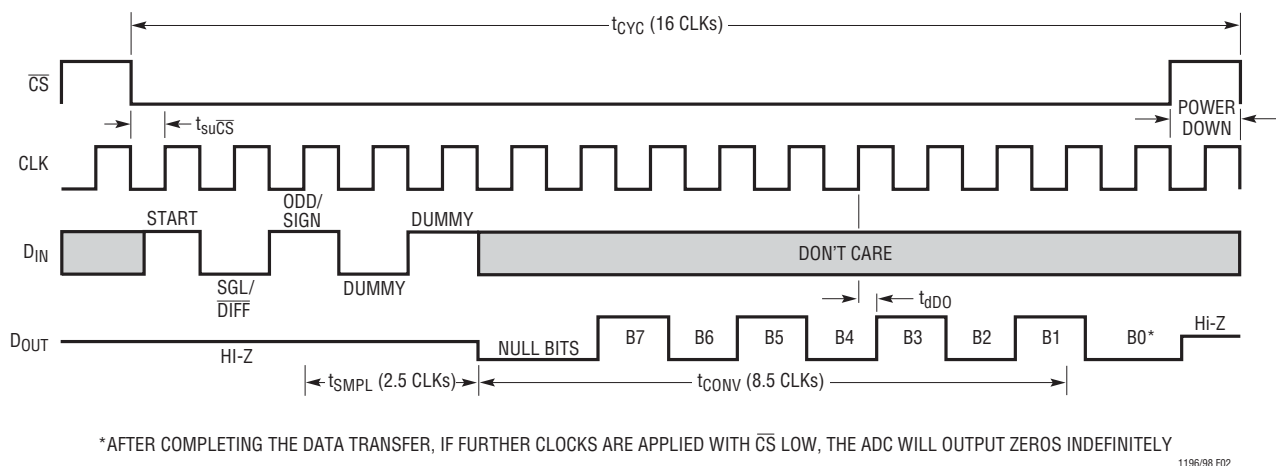 tCYC (16 CLKs)
CS
POWER
DOWN
tsuCS
CLK
START
ODD/
SIGN
DUMMY
DIN
DON'T CARE
SGL/
DIFF
DUMMY
tdDO
DOUT
HI-Z
NULL BITS
B7
B6
B5
B4
B3
B2
B1
B0*
Hi-Z
tSMPL (2.5 CLKs)
tCONV (8.5 CLKs)
*AFTER COMPLETING THE DATA TRANSFER, IF FURTHER CLOCKS ARE APPLIED WITH CS LOW, THE ADC WILL OUTPUT ZEROS INDEFINITELY
1196/98 F02